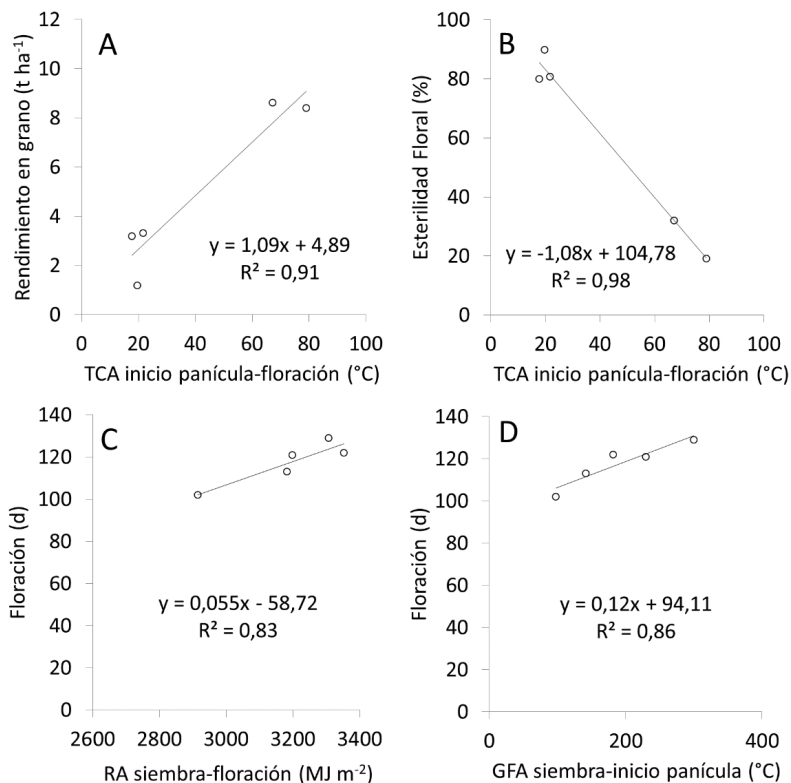 A
Rendimiento en grano (t ha⁻¹)
12
10
8
6
4
2
0
y = 1,09x + 4,89
R² = 0,91
0 20 40 60 80 100
TCA inicio panícula-floración (°C)
B
Esterilidad Floral (%)
100
80
60
40
20
0
y = -1,08x + 104,78
R² = 0,98
0 20 40 60 80 100
TCA inicio panícula-floración (°C)
C
Floración (d)
140
120
100
80
60
40
20
0
y = 0,055x - 58,72
R² = 0,83
2600 2800 3000 3200 3400
RA siembra-floración (MJ m⁻²)
D
Floración (d)
140
120
100
80
60
40
20
0
y = 0,12x + 94,11
R² = 0,86
0 200 400
GFA siembra-inicio panícula (°C)